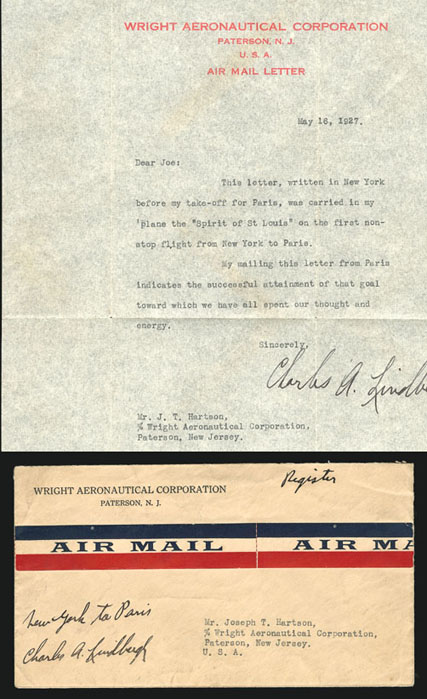 WRIGHT AERONAUTICAL CORPORATION
PATERSON, N. J.
U. S. A.
AIR MAIL LETTER
May 16, 1927.
Dear Joe:
This letter, written in New York
before my take-off for Paris, was carried in my
'plane the "Spirit of St Louis" on the first non-
stop flight from New York to Paris.
My mailing this letter from Paris
indicates the successful attainment of that goal
toward which we have all spent our thought and
energy.
Sincerely,
Charles A. Lindb
Mr. J. T. Hartson,
℅ Wright Aeronautical Corporation,
Paterson, New Jersey.
Register
WRIGHT AERONAUTICAL CORPORATION
PATERSON, N. J.
AIR MAIL AIR MA
New York to Paris
Charles A. Lindbergh
Mr. Joseph T. Hartson,
℅ Wright Aeronautical Corporation,
Paterson, New Jersey.
U. S. A.